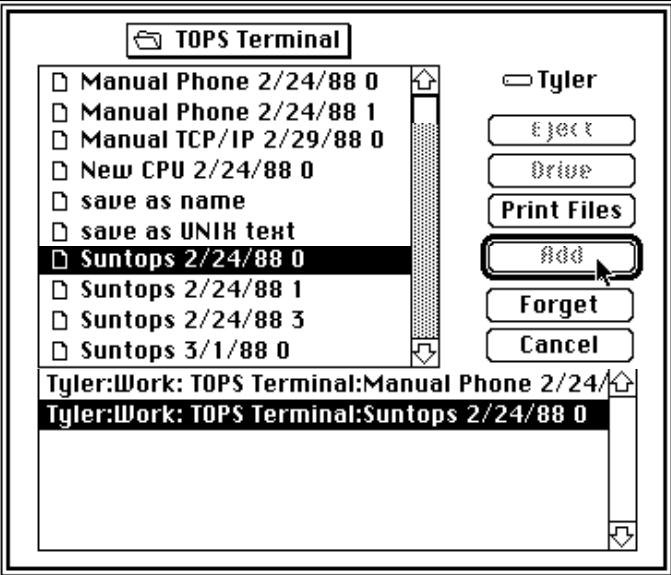 TOPS Terminal
Manual Phone 2/24/88 0
Manual Phone 2/24/88 1
Manual TCP/IP 2/29/88 0
New CPU 2/24/88 0
save as name
save as UNIX text
Suntops 2/24/88 0
Suntops 2/24/88 1
Suntops 2/24/88 3
Suntops 3/1/88 0
Tyler
Eject
Drive
Print Files
Add
Forget
Cancel
Tyler:Work: TOPS Terminal:Manual Phone 2/24/
Tyler:Work: TOPS Terminal:Suntops 2/24/88 0